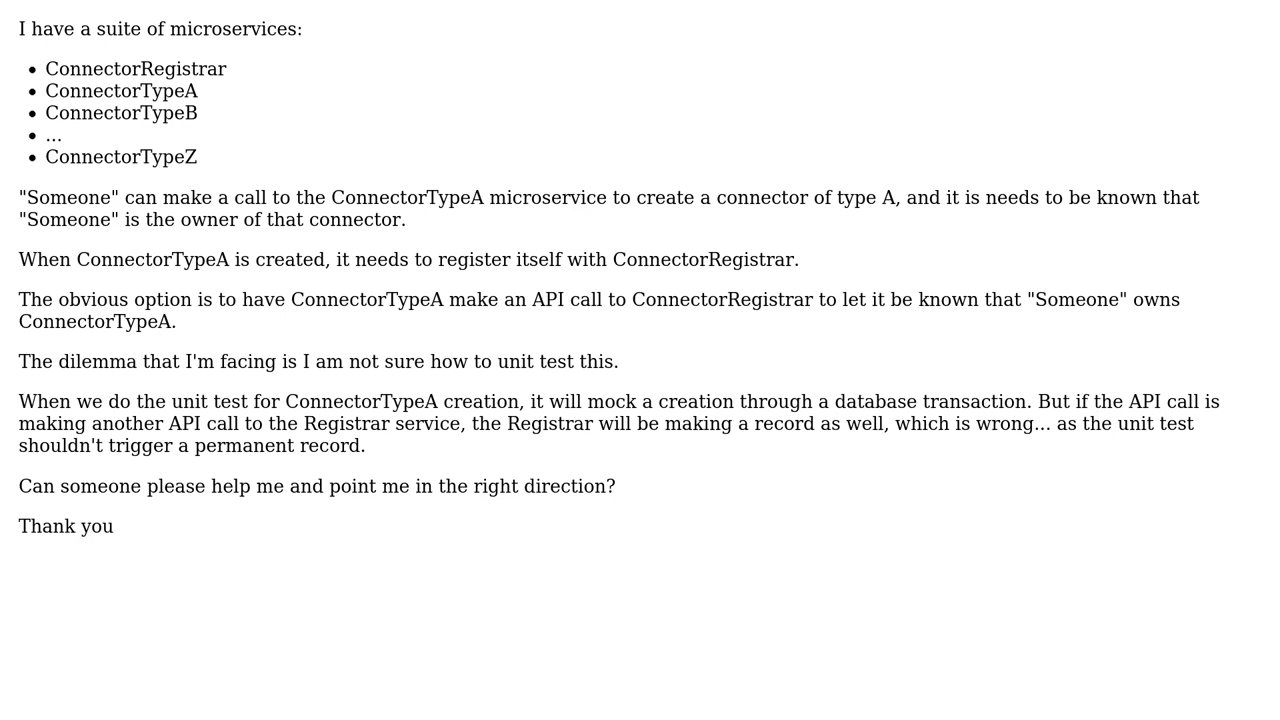 I have a suite of microservices:
• ConnectorRegistrar
• ConnectorTypeA
• ConnectorTypeB
• ...
• ConnectorTypeZ
"Someone" can make a call to the ConnectorTypeA microservice to create a connector of type A, and it is needs to be known that
"Someone" is the owner of that connector.
When ConnectorTypeA is created, it needs to register itself with ConnectorRegistrar.
The obvious option is to have ConnectorTypeA make an API call to ConnectorRegistrar to let it be known that "Someone" owns
ConnectorTypeA.
The dilemma that I'm facing is I am not sure how to unit test this.
When we do the unit test for ConnectorTypeA creation, it will mock a creation through a database transaction. But if the API call is
making another API call to the Registrar service, the Registrar will be making a record as well, which is wrong... as the unit test
shouldn't trigger a permanent record.
Can someone please help me and point me in the right direction?
Thank you